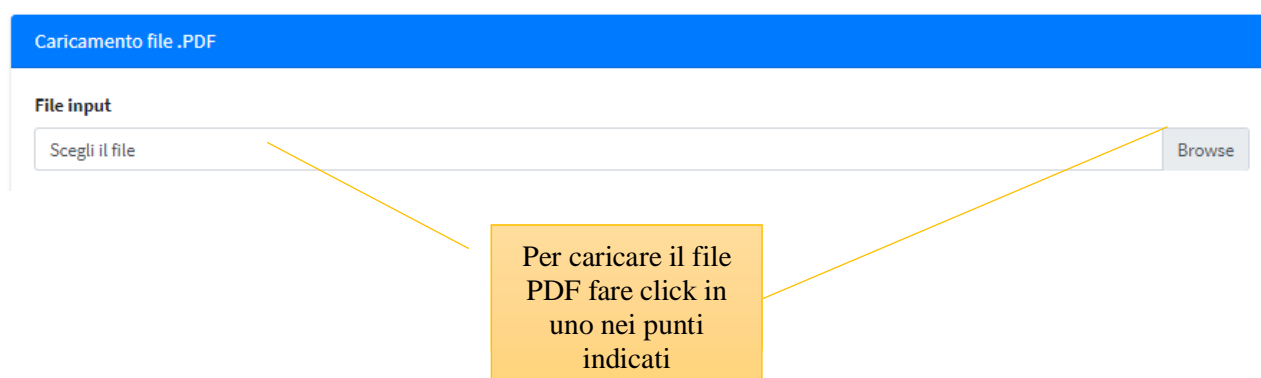 Caricamento file .PDF
File input
Scegli il file
Browse
Per caricare il file
PDF fare click in
uno nei punti
indicati